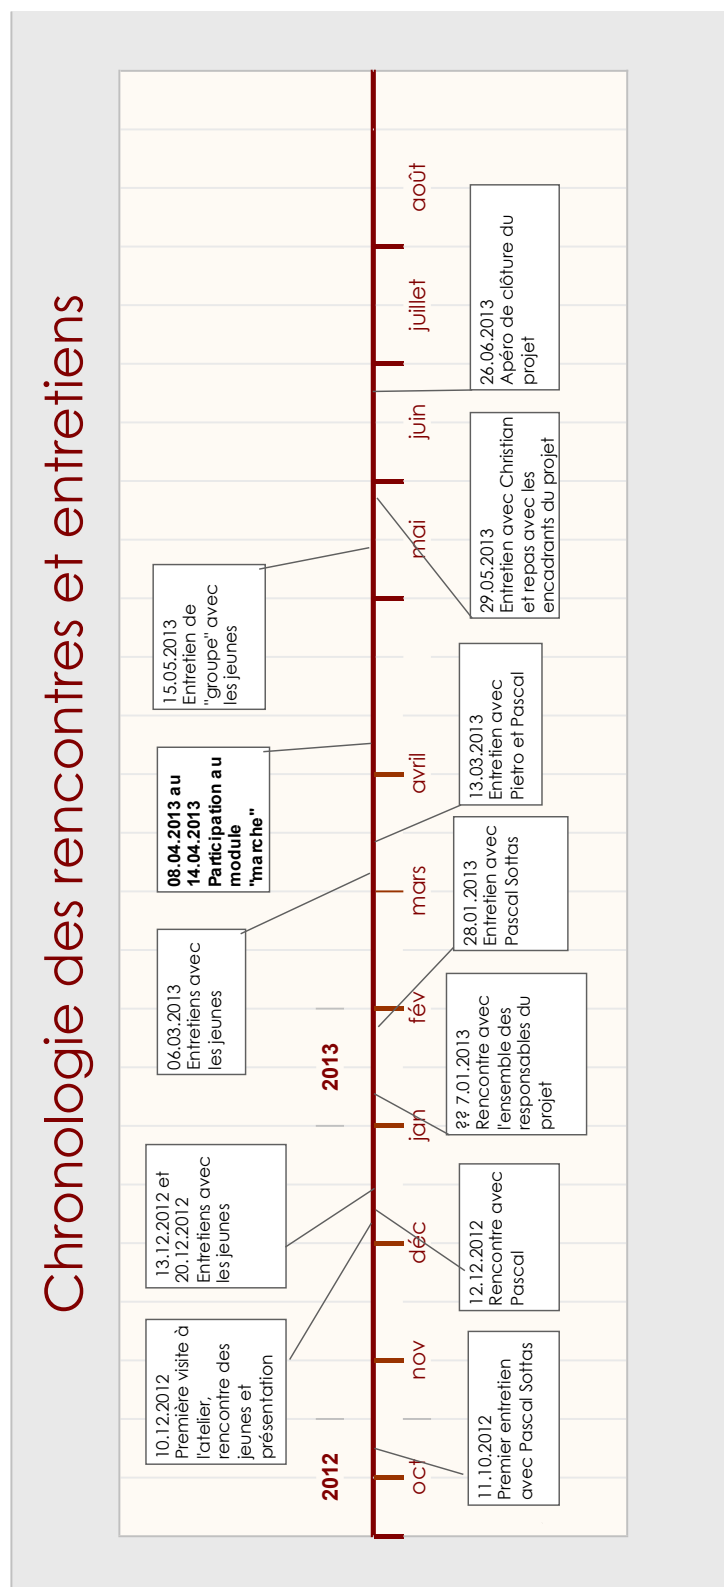 Chronologie des rencontres et entretiens
10.12.2012
Première visite à
l'atelier,
rencontre des
jeunes et
présentation
13.12.2012 et
20.12.2012
Entretiens avec
les jeunes
06.03.2013
Entretiens avec
les jeunes
08.04.2013 au
14.04.2013
Participation au
module
"marche"
15.05.2013
Entretien de
"groupe" avec
les jeunes
2012
2013
oct
nov
déc
jan
fév
mars
avril
mai
juin
juillet
août
11.10.2012
Premier entretien
avec Pascal Sottas
12.12.2012
Rencontre avec
Pascal
?? 7.01.2013
Rencontre avec
l'ensemble des
responsables du
projet
28.01.2013
Entretien avec
Pascal Sottas
13.03.2013
Entretien avec
Pietro et Pascal
29.05.2013
Entretien avec Christian
et repas avec les
encadrants du projet
26.06.2013
Apéro de clôture du
projet